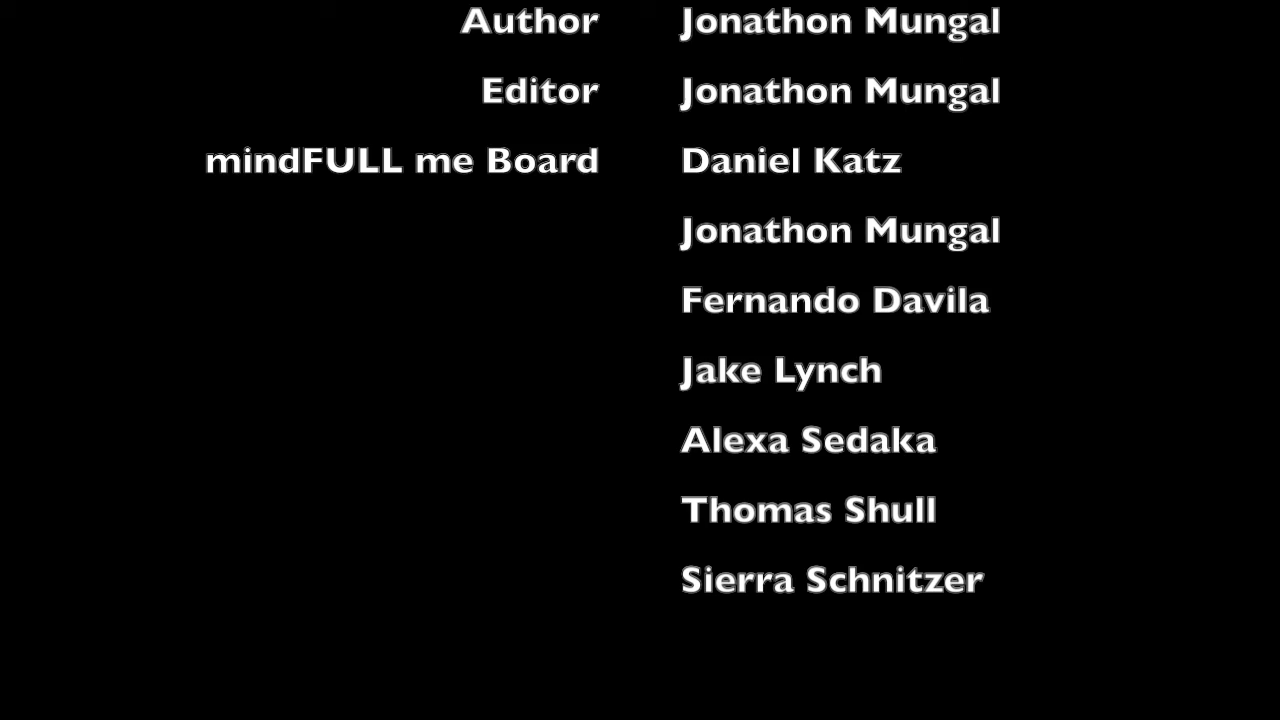 Author Jonathon Mungal
Editor Jonathon Mungal
mindFULL me Board Daniel Katz
Jonathon Mungal
Fernando Davila
Jake Lynch
Alexa Sedaka
Thomas Shull
Sierra Schnitzer